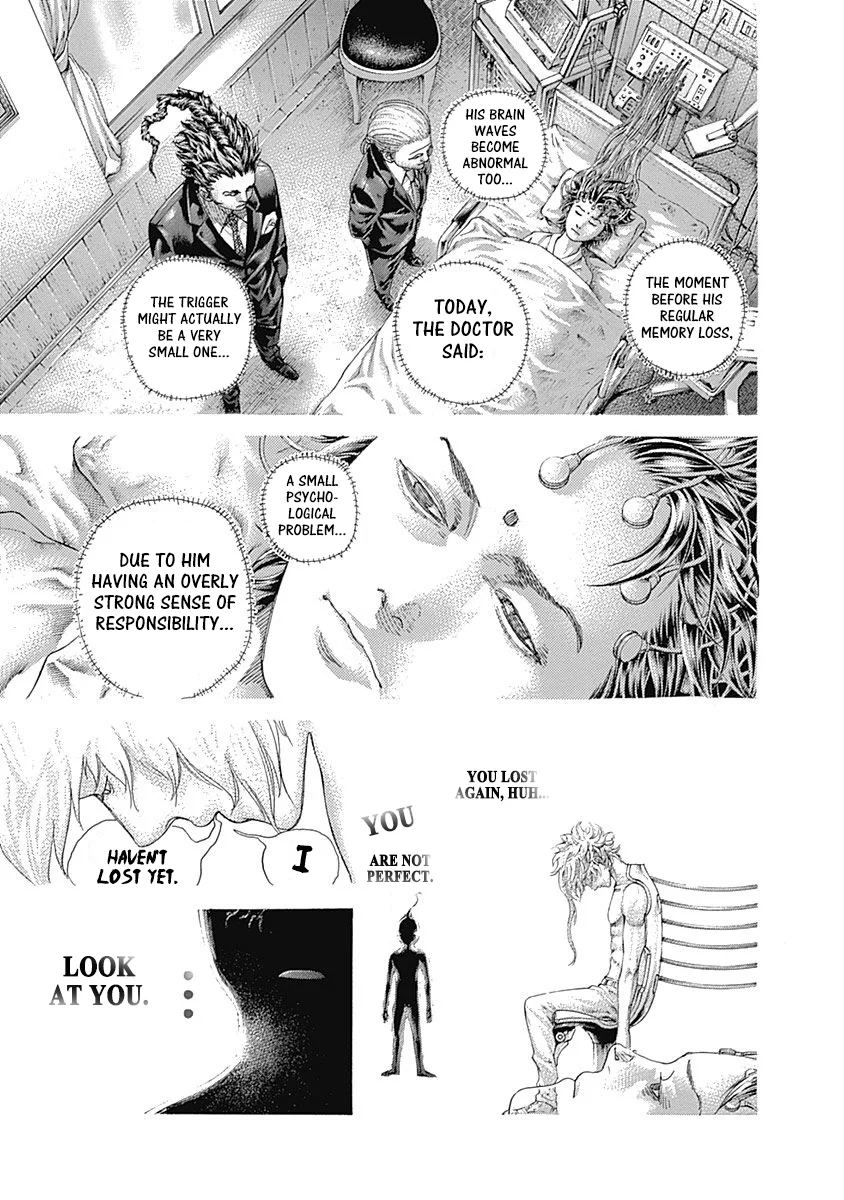 THE MOMENT
BEFORE HIS
REGULAR
MEMORY LOSS,
HIS BRAIN
WAVES
BECOME
ABNORMAL
TOO...
TODAY,
THE DOCTOR
SAID:
THE TRIGGER
MIGHT ACTUALLY
BE A VERY
SMALL ONE...
A SMALL
PSYCHO-
LOGICAL
PROBLEM...
DUE TO HIM
HAVING AN OVERLY
STRONG SENSE OF
RESPONSIBILITY...
YOU LOST
AGAIN, HUH...
I
HAVEN'T
LOST YET.
YOU
ARE NOT
PERFECT.
...
LOOK
AT YOU.